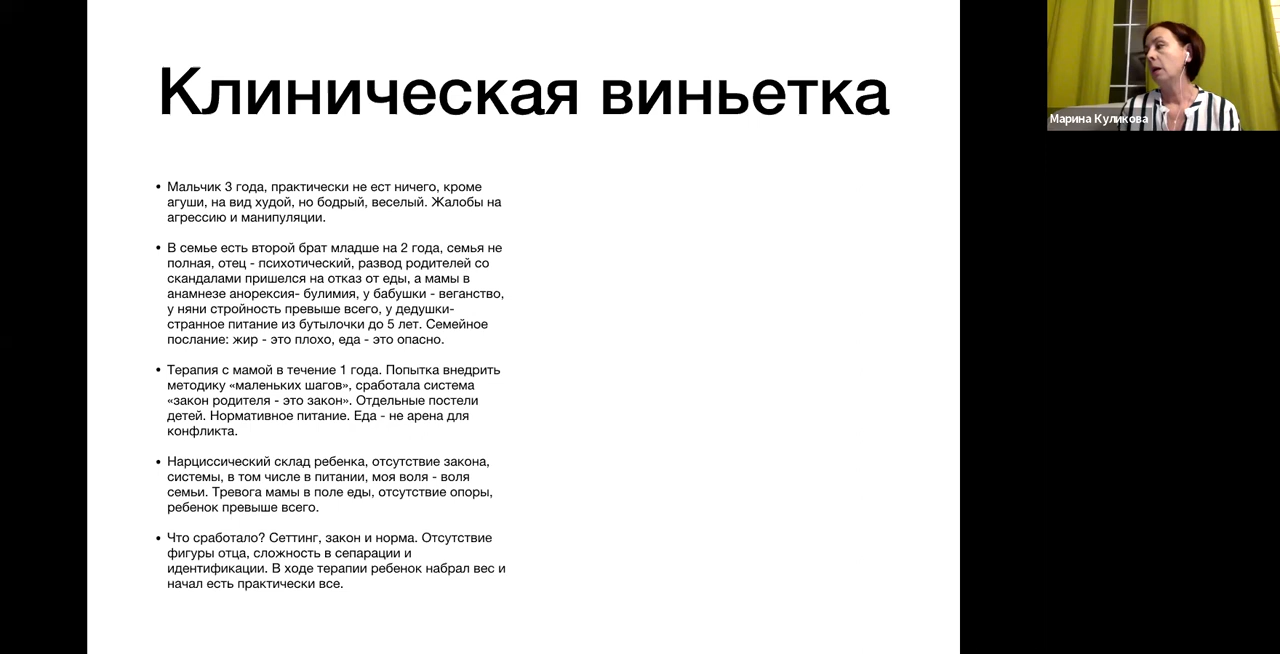 Клиническая виньетка
• Мальчик 3 года, практически не ест ничего, кроме
агуши, на вид худой, но бодрый, веселый. Жалобы на
агрессию и манипуляции.
• В семье есть второй брат младше на 2 года, семья не
полная, отец - психотический, развод родителей со
скандалами пришелся на отказ от еды, а мамы в
анамнезе анорексия- булимия, у бабушки - веганство,
у няни стройность превыше всего, у дедушки-
странное питание из бутылочки до 5 лет. Семейное
послание: жир - это плохо, еда - это опасно.
• Терапия с мамой в течение 1 года. Попытка внедрить
методику «маленьких шагов», сработала система
«закон родителя - это закон». Отдельные постели
детей. Нормативное питание. Еда - не арена для
конфликта.
• Нарциссический склад ребенка, отсутствие закона,
системы, в том числе в питании, моя воля - воля
семьи. Тревога мамы в поле еды, отсутствие опоры,
ребенок превыше всего.
• Что сработало? Сеттинг, закон и норма. Отсутствие
фигуры отца, сложность в сепарации и
идентификации. В ходе терапии ребенок набрал вес и
начал есть практически все.
Марина Куликова